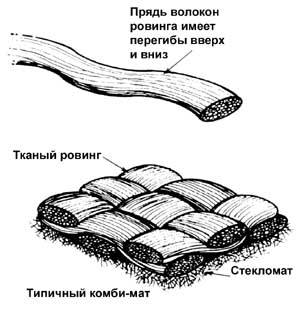 Прядь волокон
ровинга имеет
перегибы вверх
и вниз
Тканый ровинг
Стекломат
Типичный комби-мат